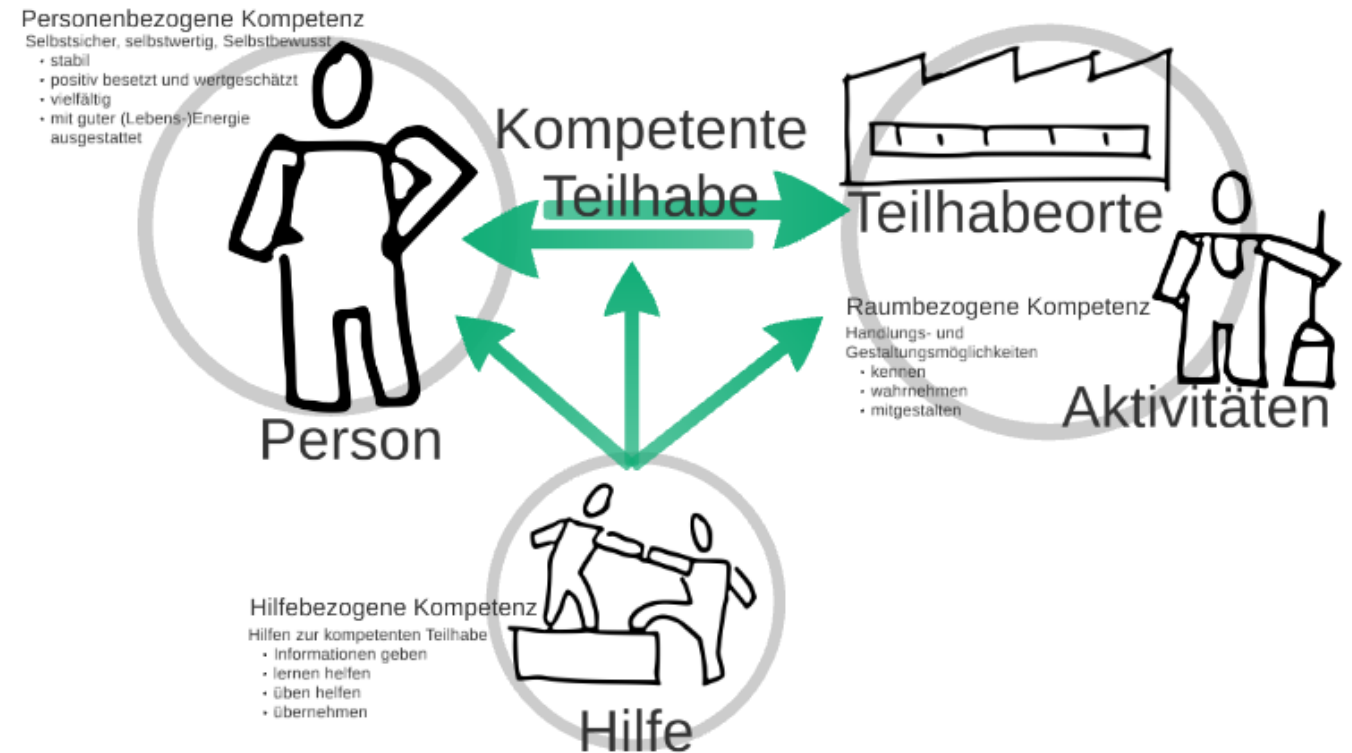 Personenbezogene Kompetenz
Selbstsicher, selbstwertig, Selbstbewusst
• stabil
• positiv besetzt und wertgeschätzt
• vielfältig
• mit guter (Lebens-)Energie
ausgestattet
Person
Kompetente
Teilhabe
Teilhabeorte
Raumbezogene Kompetenz
Handlungs- und
Gestaltungsmöglichkeiten
• kennen
• wahrnehmen
• mitgestalten
Aktivitäten
Hilfebezogene Kompetenz
Hilfen zur kompetenten Teilhabe
• Informationen geben
• lernen helfen
• üben helfen
• übernehmen
Hilfe